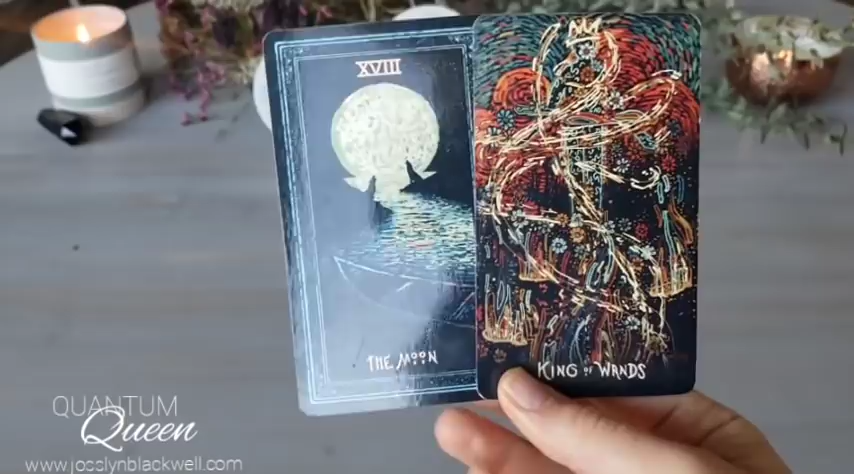 XVIII
THE MOON
KING OF WANDS
QUANTUM
Queen
www.josslynblackwell.com